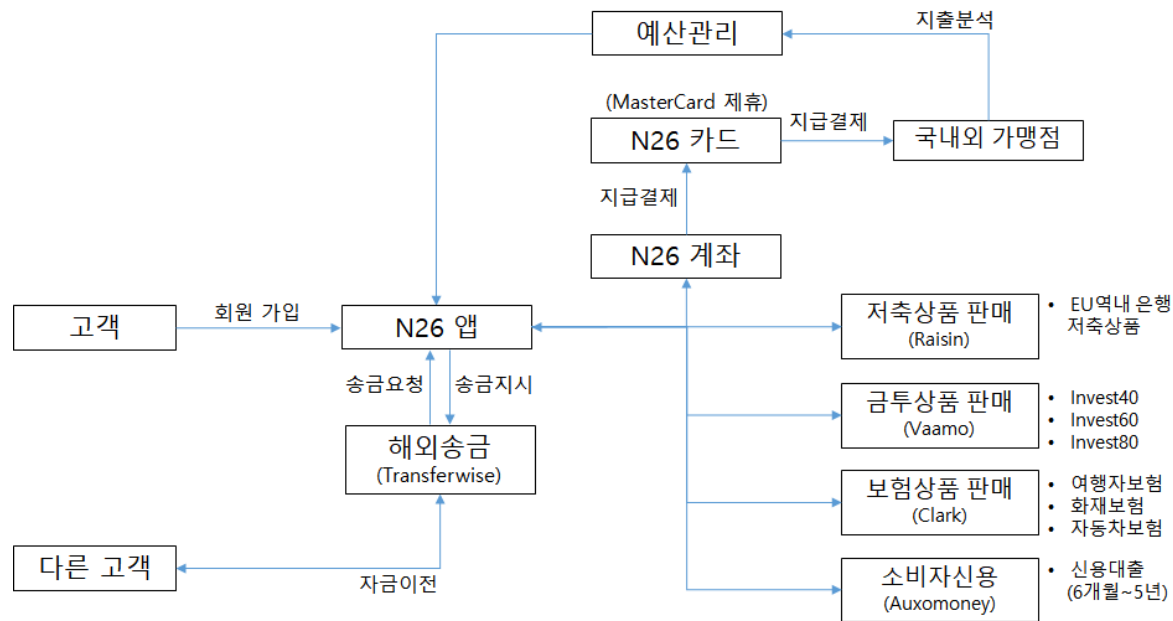 예산관리
지출분석
(MasterCard 제휴)
N26 카드
지급결제
국내외 가맹점
지급결제
N26 계좌
고객
회원 가입
N26 앱
저축상품 판매
(Raisin)
• EU역내 은행
저축상품
송금요청
송금지시
금투상품 판매
(Vaamo)
• Invest40
• Invest60
• Invest80
해외송금
(Transferwise)
보험상품 판매
(Clark)
• 여행자보험
• 화재보험
• 자동차보험
다른 고객
자금이전
소비자신용
(Auxomoney)
• 신용대출
(6개월~5년)